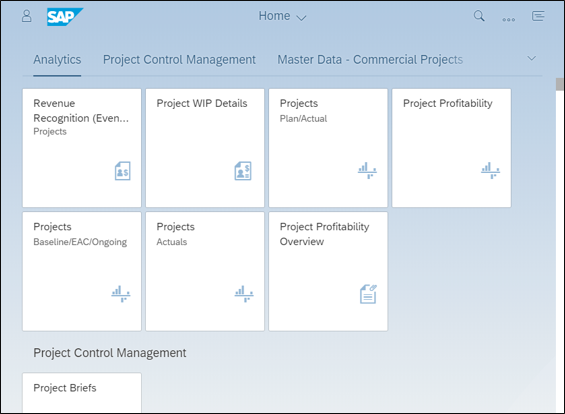 SAP
Home
Analytics
Project Control Management
Master Data - Commercial Projects
Revenue
Recognition (Even...
Projects
Project WIP Details
Projects
Plan/Actual
Project Profitability
Projects
Baseline/EAC/Ongoing
Projects
Actuals
Project Profitability
Overview
Project Control Management
Project Briefs